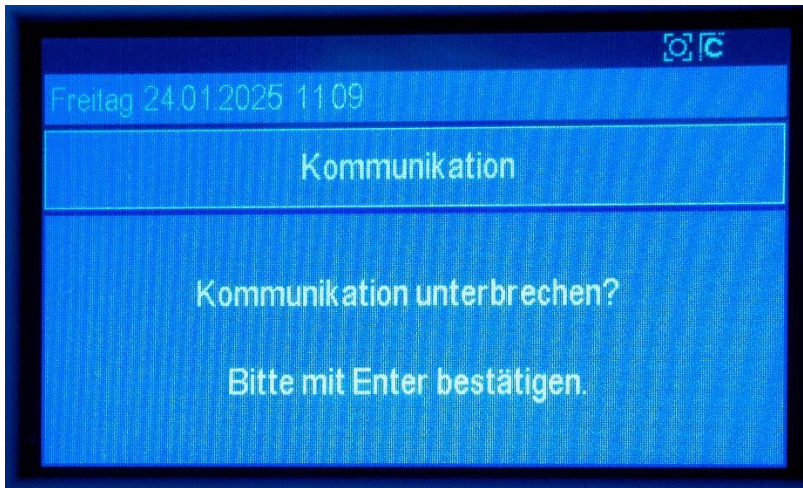 C
Freitag 24.01.2025 11:09
Kommunikation
Kommunikation unterbrechen?
Bitte mit Enter bestätigen.